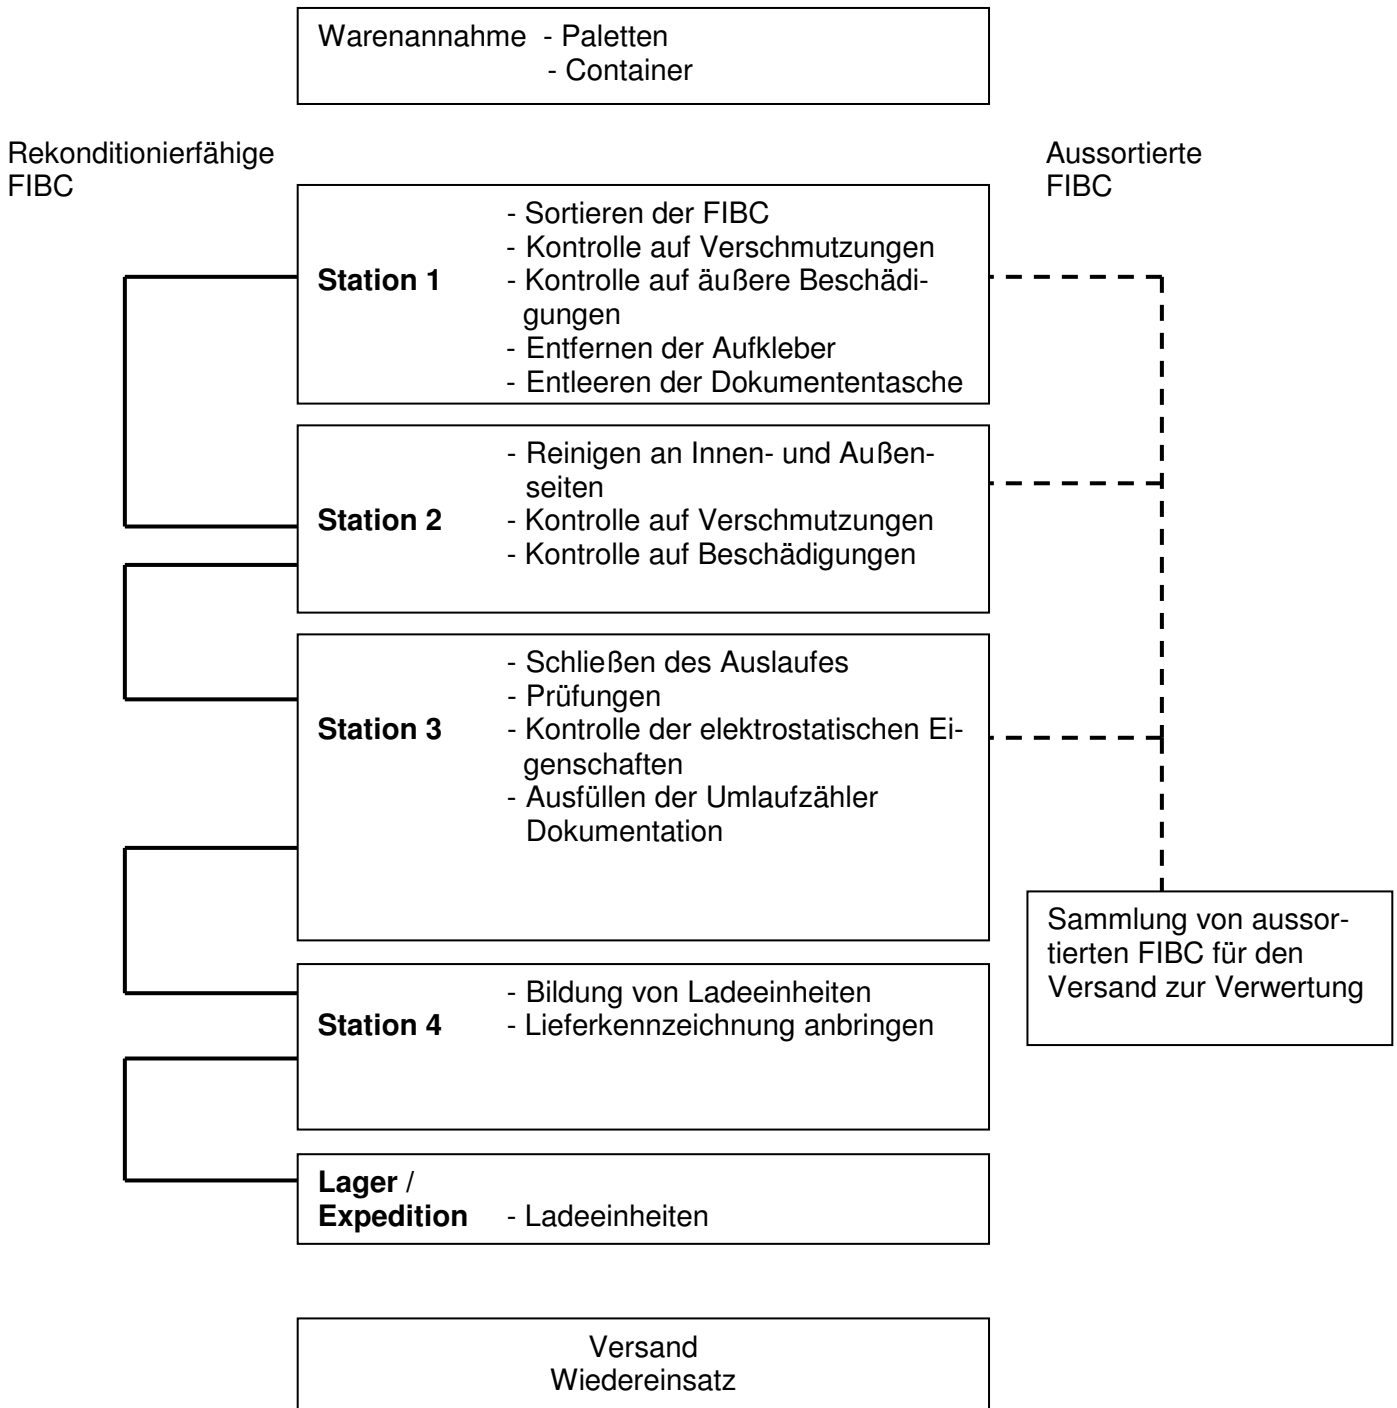 Warenannahme - Paletten
- Container
Rekonditionierfähige
FIBC
Aussortierte
FIBC
- Sortieren der FIBC
- Kontrolle auf Verschmutzungen
Station 1 - Kontrolle auf äußere Beschädi-
gungen
- Entfernen der Aufkleber
- Entleeren der Dokumententasche
- Reinigen an Innen- und Außen-
seiten
Station 2 - Kontrolle auf Verschmutzungen
- Kontrolle auf Beschädigungen
- Schließen des Auslaufes
- Prüfungen
Station 3 - Kontrolle der elektrostatischen Ei-
genschaften
- Ausfüllen der Umlaufzähler
Dokumentation
Sammlung von aussor-
tierten FIBC für den
Versand zur Verwertung
- Bildung von Ladeeinheiten
Station 4 - Lieferkennzeichnung anbringen
Lager /
Expedition - Ladeeinheiten
Versand
Wiedereinsatz